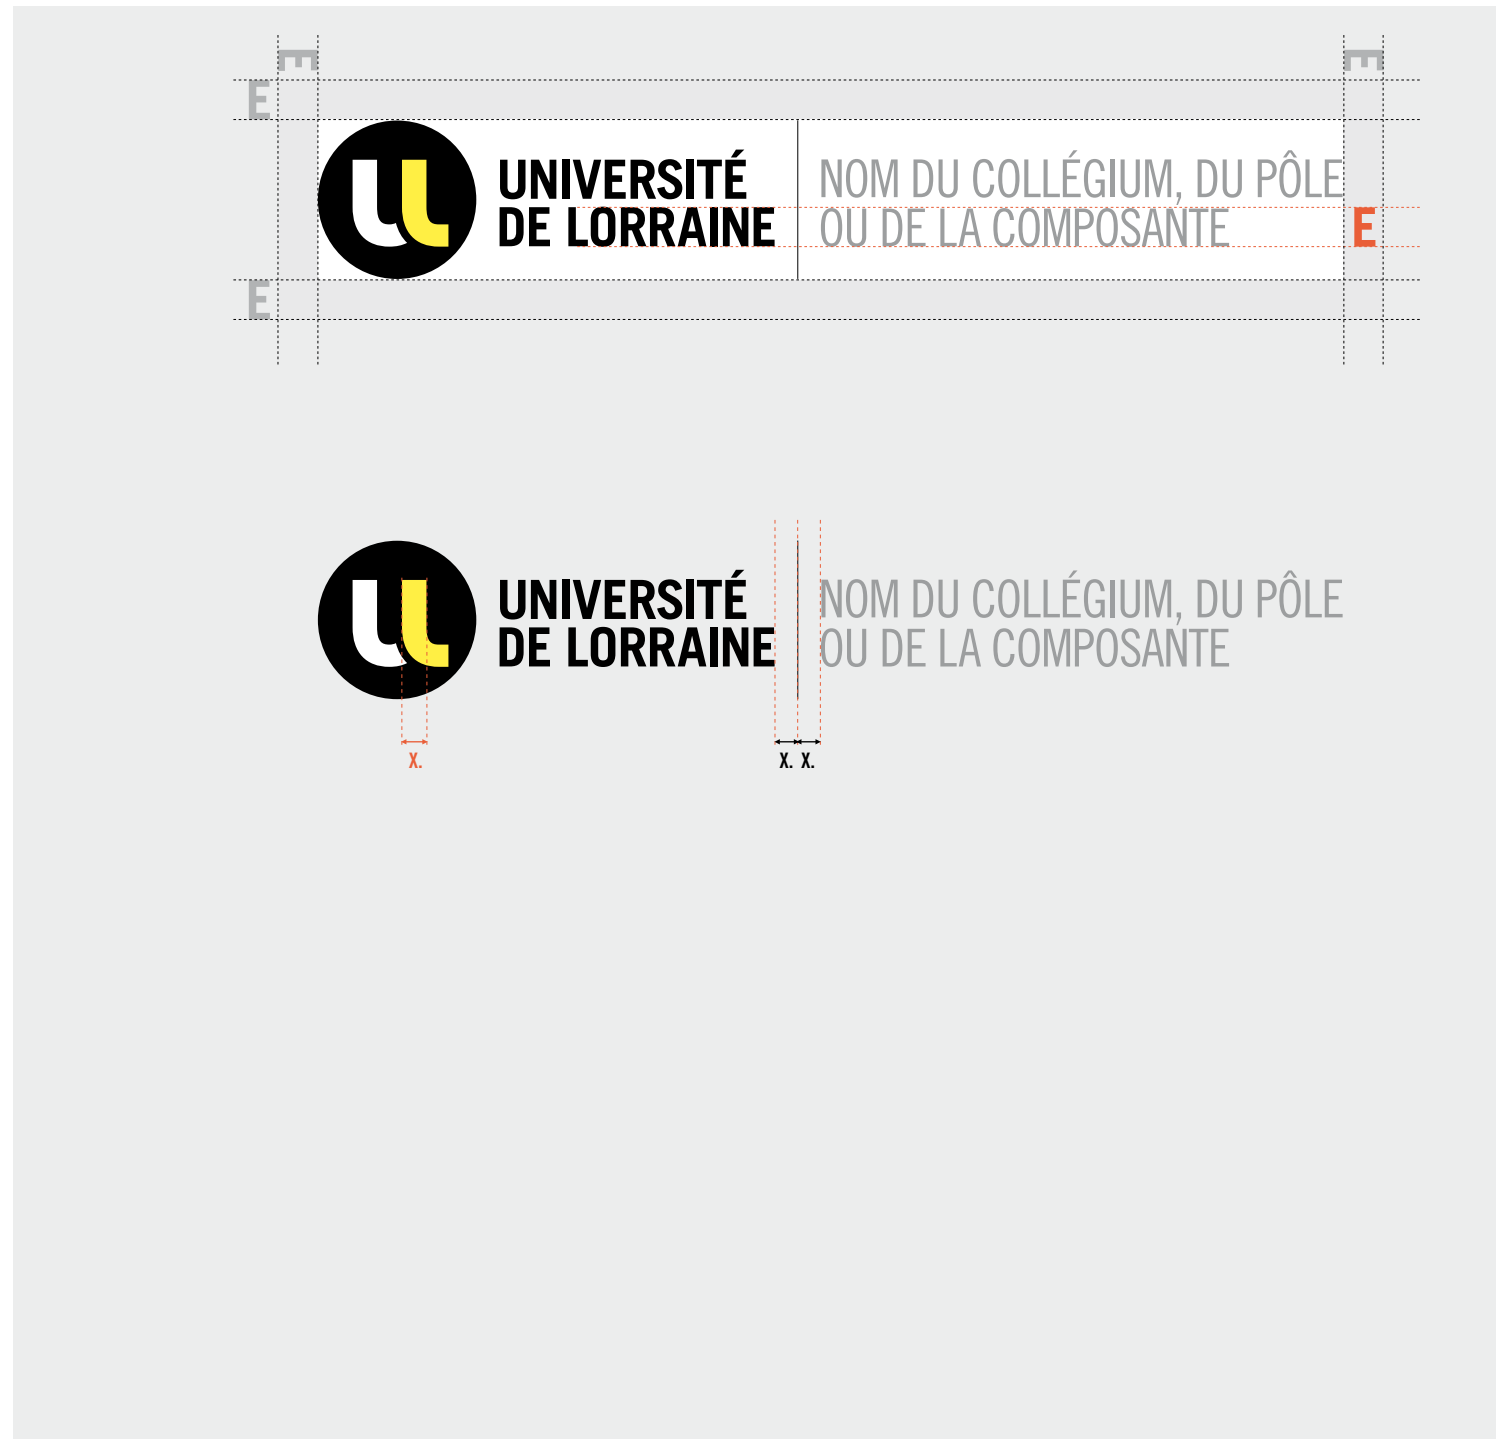 E E
E
UNIVERSITÉ
DE LORRAINE
NOM DU COLLÉGIUM, DU PÔLE
OU DE LA COMPOSANTE
E
E
UNIVERSITÉ
DE LORRAINE
NOM DU COLLÉGIUM, DU PÔLE
OU DE LA COMPOSANTE
X. X. X.